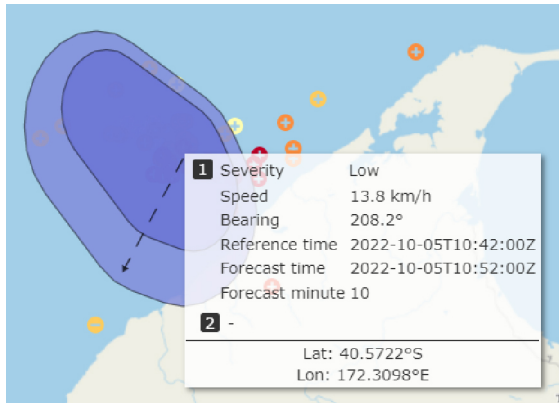 1 Severity Low
Speed 13.8 km/h
Bearing 208.2°
Reference time 2022-10-05T10:42:00Z
Forecast time 2022-10-05T10:52:00Z
Forecast minute 10
2 -
Lat: 40.5722°S
Lon: 172.3098°E